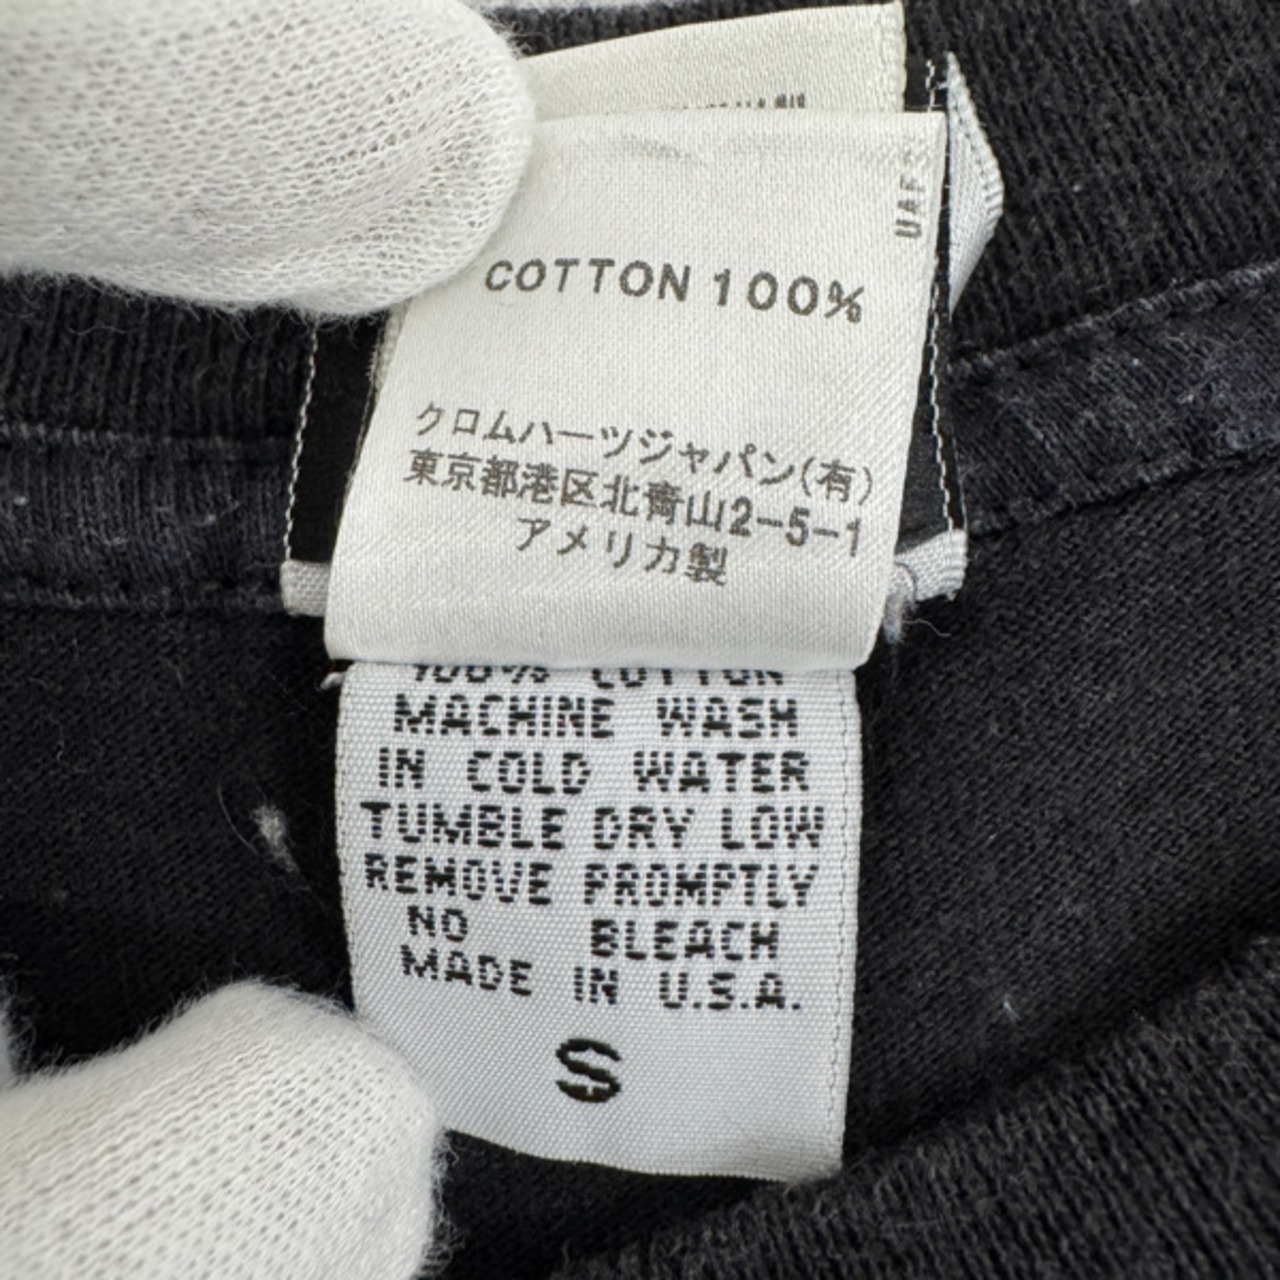 COTTON 100%
クロムハーツジャパン(有)
東京都港区北青山2-5-1
アメリカ製
100% COTTON
MACHINE WASH
IN COLD WATER
TUMBLE DRY LOW
REMOVE PROMPTLY
NO BLEACH
MADE IN U.S.A.
S